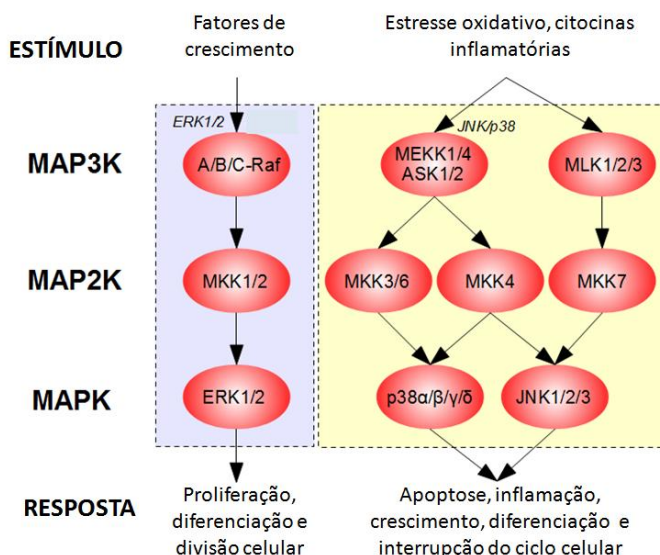 ESTÍMULO
Fatores de
crescimento
Estresse oxidativo, citocinas
inflamatórias
ERK1/2
JNK/p38
MAP3K
A/B/C-Raf
MEKK1/4
ASK1/2
MLK1/2/3
MAP2K
MKK1/2
MKK3/6
MKK4
MKK7
MAPK
ERK1/2
p38α/β/γ/δ
JNK1/2/3
RESPOSTA
Proliferação,
diferenciação e
divisão celular
Apoptose, inflamação,
crescimento, diferenciação e
interrupção do ciclo celular